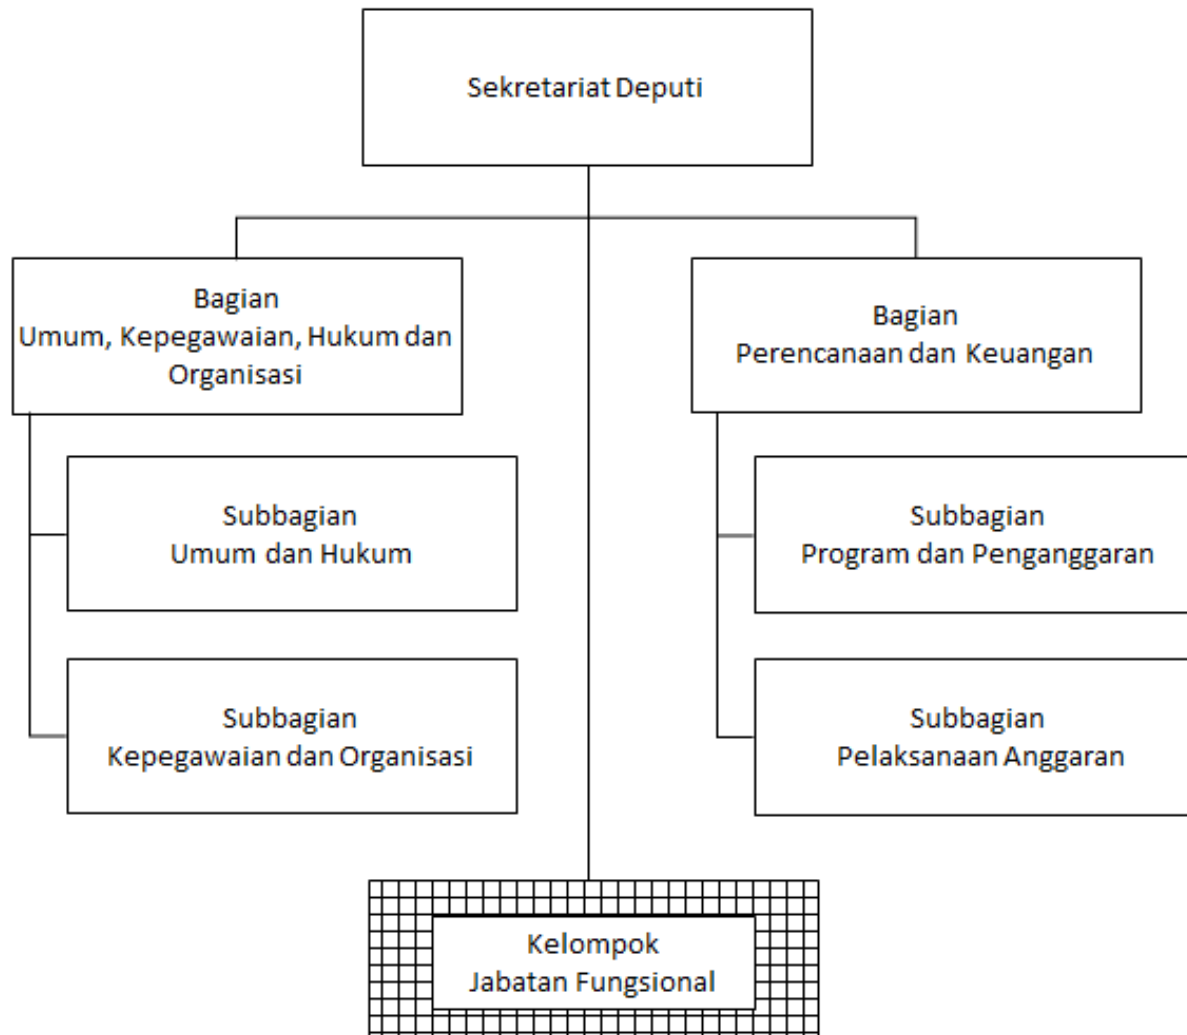 Sekretariat Deputi
Bagian
Umum, Kepegawaian, Hukum dan
Organisasi
Bagian
Perencanaan dan Keuangan
Subbagian
Umum dan Hukum
Subbagian
Program dan Penganggaran
Subbagian
Kepegawaian dan Organisasi
Subbagian
Pelaksanaan Anggaran
Kelompok
Jabatan Fungsional